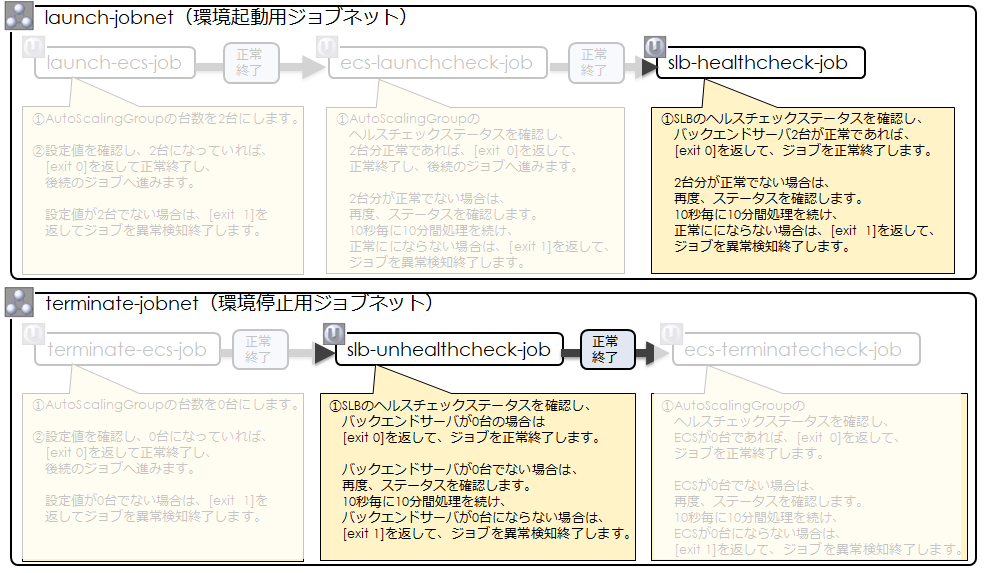 launch-jobnet（環境起動用ジョブネット）
launch-ecs-job
正常
終了
ecs-launchcheck-job
正常
終了
slb-healthcheck-job
①AutoScalingGroupの台数を2台にします。
②設定値を確認し、2台になっていれば、
[exit 0]を返して正常終了し、
後続のジョブへ進みます。
設定値が2台でない場合は、[exit 1]を
返してジョブを異常検知終了します。
①AutoScalingGroupの
ヘルスチェックステータスを確認し、
2台分正常であれば、[exit 0]を返して、
正常終了し、後続のジョブへ進みます。
2台分が正常でない場合は、
再度、ステータスを確認します。
10秒毎に10分間処理を続け、
正常ににならない場合は、[exit 1]を返して、
ジョブを異常検知終了します。
①SLBのヘルスチェックステータスを確認し、
バックエンドサーバ2台が正常であれば、
[exit 0]を返して、ジョブを正常終了します。
2台分が正常でない場合は、
再度、ステータスを確認します。
10秒毎に10分間処理を続け、
正常ににならない場合は、[exit 1]を返して、
ジョブを異常検知終了します。
terminate-jobnet（環境停止用ジョブネット）
terminate-ecs-job
正常
終了
slb-unhealthcheck-job
正常
終了
ecs-terminatecheck-job
①AutoScalingGroupの台数を0台にします。
②設定値を確認し、0台になっていれば、
[exit 0]を返して正常終了し、
後続のジョブへ進みます。
設定値が0台でない場合は、[exit 1]を
返してジョブを異常検知終了します。
①SLBのヘルスチェックステータスを確認し、
バックエンドサーバが0台の場合は
[exit 0]を返して、ジョブを正常終了します。
バックエンドサーバが0台でない場合は、
再度、ステータスを確認します。
10秒毎に10分間処理を続け、
バックエンドサーバが0台にならない場合は、
[exit 1]を返して、ジョブを異常検知終了します。
①AutoScalingGroupの
ヘルスチェックステータスを確認し、
ECSが0台であれば、[exit 0]を返して、
ジョブを正常終了します。
ECSが0台でない場合は、
再度、ステータスを確認します。
10秒毎に10分間処理を続け、
ECSが0台にならない場合は、
[exit 1]を返して、ジョブを異常検知終了します。